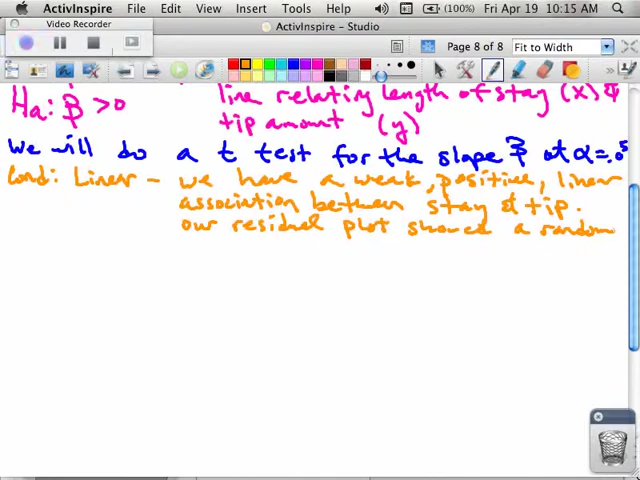 ActivInspire File Edit View Insert Tools Help (100%) Fri Apr 19 10:15 AM
ActivInspire - Studio
Video Recorder
Page 8 of 8 Fit to Width
line relating length of stay (x) &
Ha: β >0
tip amount (y)
We will do a t test for the slope β at α=.05
Cond: Linear - we have a weak, positive, linear
association between stay & tip.
our residual plot showed a random